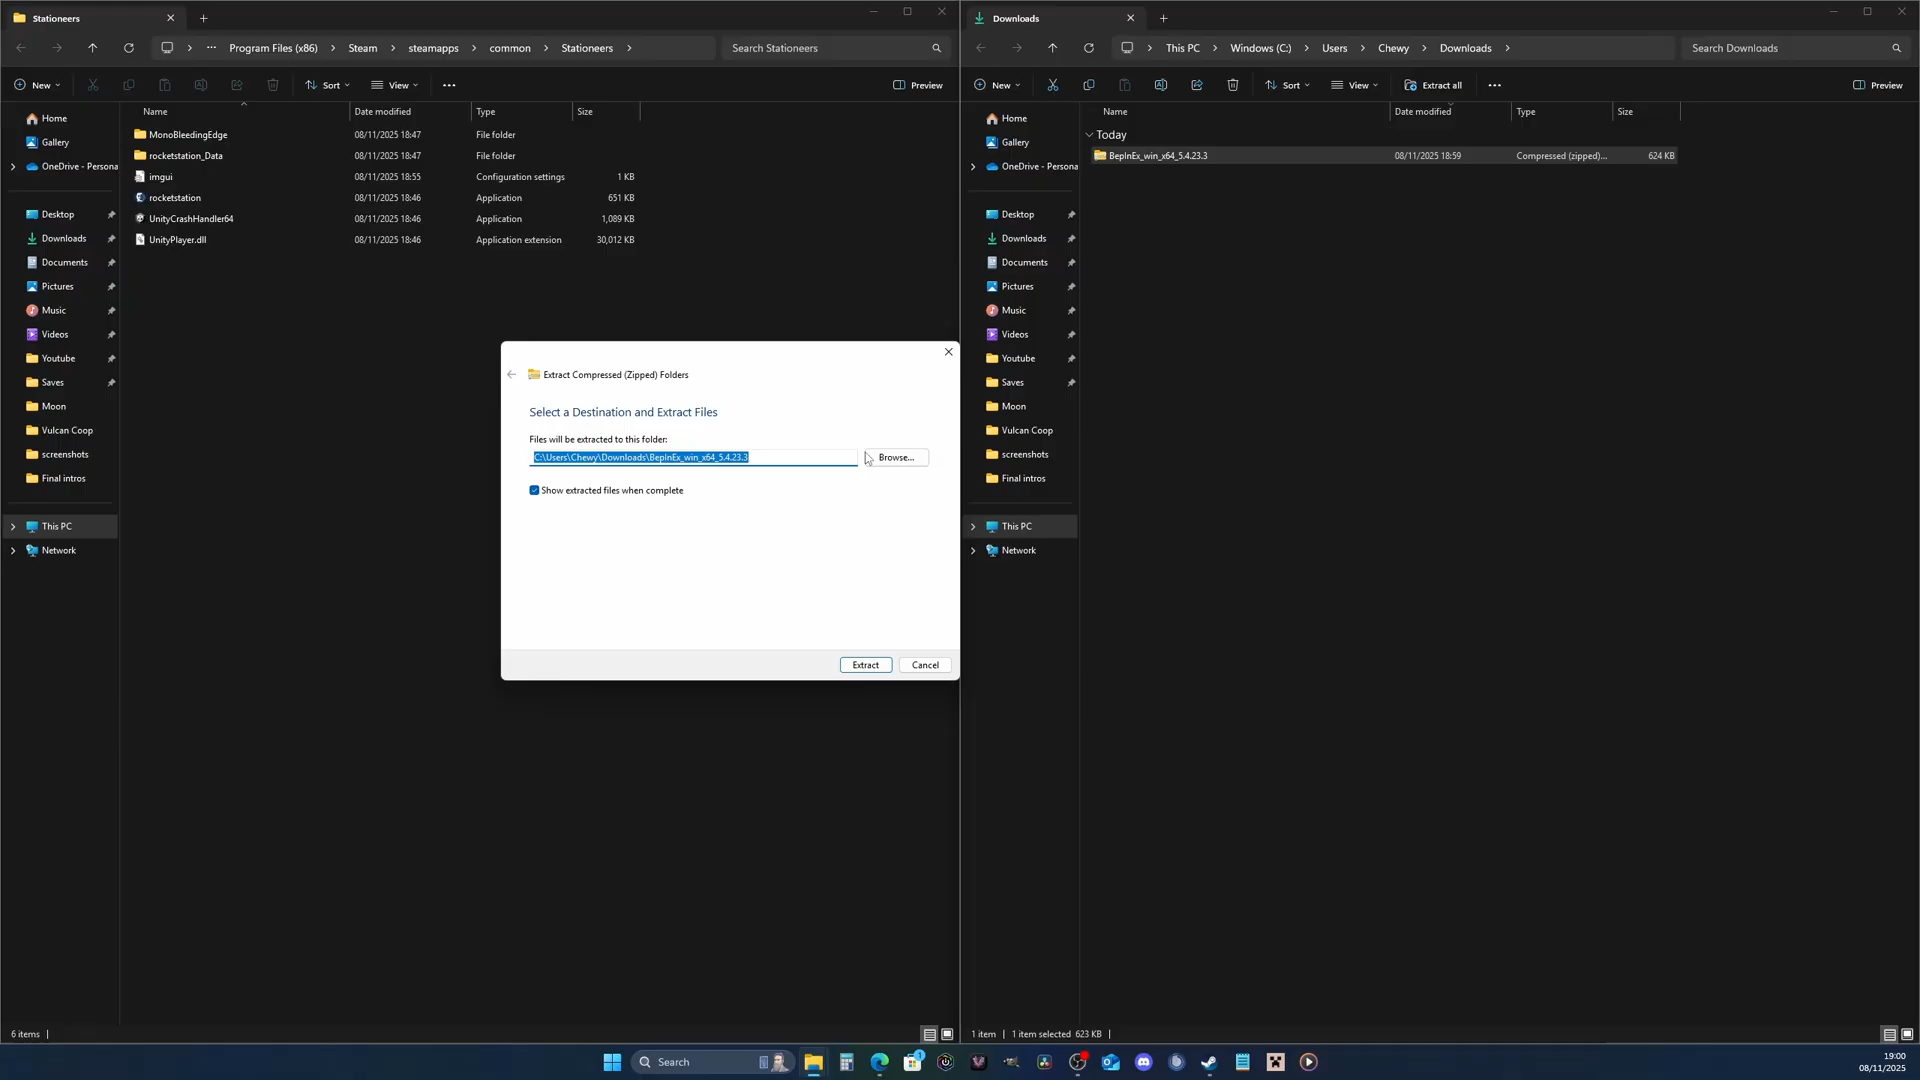 Stationeers
Program Files (x86) Steam steamapps common Stationeers
Search Stationeers
New Sort View Preview
Name Date modified Type Size
Home
Gallery
OneDrive - Persona
Desktop
Downloads
Documents
Pictures
Music
Videos
Youtube
Saves
Moon
Vulcan Coop
screenshots
Final intros
This PC
Network
MonoBleedingEdge 08/11/2025 18:47 File folder
rocketstation_Data 08/11/2025 18:47 File folder
imgui 08/11/2025 18:55 Configuration settings 1 KB
rocketstation 08/11/2025 18:46 Application 651 KB
UnityCrashHandler64 08/11/2025 18:46 Application 1,089 KB
UnityPlayer.dll 08/11/2025 18:46 Application extension 30,012 KB
6 items
Extract Compressed (Zipped) Folders
Select a Destination and Extract Files
Files will be extracted to this folder:
C:\Users\Chewy\Downloads\BepInEx_win_x64_5.4.23.3
Browse...
Show extracted files when complete
Extract Cancel
Downloads
This PC Windows (C:) Users Chewy Downloads
Search Downloads
New Sort View Extract all Preview
Name Date modified Type Size
Home
Gallery
OneDrive - Persona
Desktop
Downloads
Documents
Pictures
Music
Videos
Youtube
Saves
Moon
Vulcan Coop
screenshots
Final intros
This PC
Network
Today
BepInEx_win_x64_5.4.23.3 08/11/2025 18:59 Compressed (zipped)... 624 KB
1 item 1 item selected 623 KB
Search
1
19:00
08/11/2025